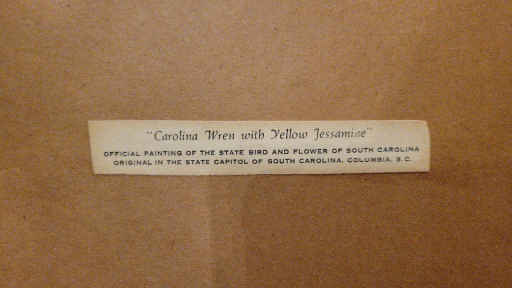 "Carolina Wren with Yellow Jessamine"
OFFICIAL PAINTING OF THE STATE BIRD AND FLOWER OF SOUTH CAROLINA
ORIGINAL IN THE STATE CAPITOL OF SOUTH CAROLINA, COLUMBIA, S.C.